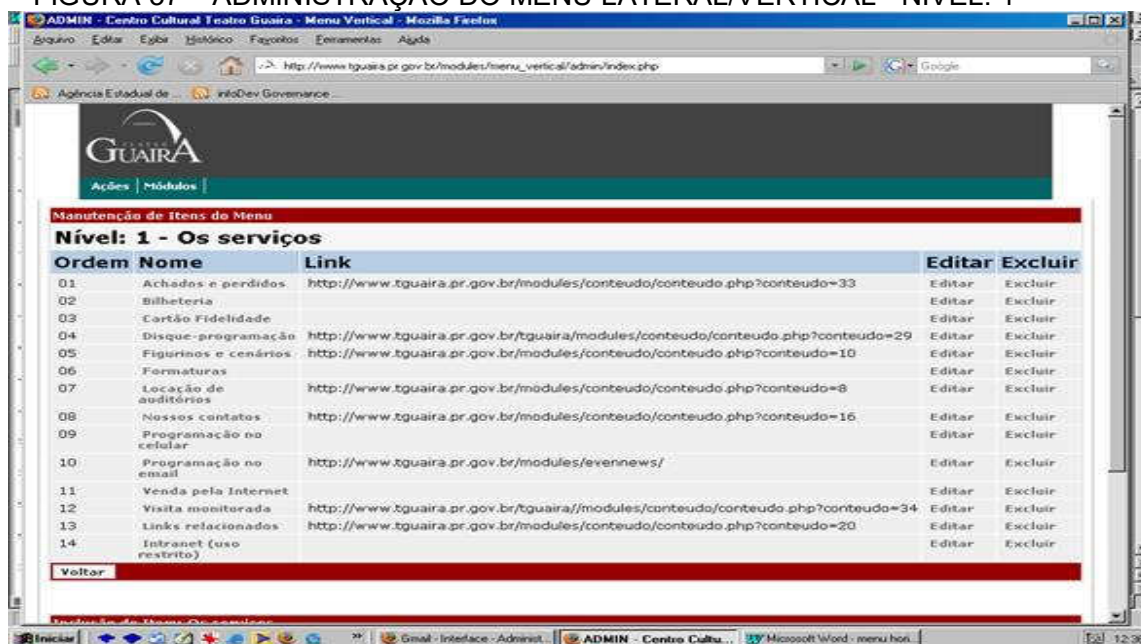 ADMINISTRAÇÃO DO MENU LATERAL/VERTICAL - NÍVEL: 1
ADMIN - Centro Cultural Teatro Guaira - Menu Vertical - Mozilla Firefox
Arquivo Editar Exibir Histórico Favoritos Ferramentas Ajuda
http://www.tguaira.pr.gov.br/modules/menu_vertical/admin/index.php
Google
Agência Estadual de ... infoDev Governance ...
GUAIRA
Ações | Módulos |
Manutenção de Itens do Menu
Nível: 1 - Os serviços
Ordem Nome Link Editar Excluir
01 Achados e perdidos http://www.tguaira.pr.gov.br/modules/conteudo/conteudo.php?conteudo=33 Editar Excluir
02 Bilheteria Editar Excluir
03 Cartão Fidelidade Editar Excluir
04 Disque-programação http://www.tguaira.pr.gov.br/tguaira/modules/conteudo/conteudo.php?conteudo=29 Editar Excluir
05 Figurinos e cenários http://www.tguaira.pr.gov.br/modules/conteudo/conteudo.php?conteudo=10 Editar Excluir
06 Formaturas Editar Excluir
07 Locação de http://www.tguaira.pr.gov.br/modules/conteudo/conteudo.php?conteudo=8 Editar Excluir
auditórios
08 Nossos contatos http://www.tguaira.pr.gov.br/modules/conteudo/conteudo.php?conteudo=16 Editar Excluir
09 Programação no Editar Excluir
celular
10 Programação no http://www.tguaira.pr.gov.br/modules/evennews/ Editar Excluir
email
11 Venda pela Internet Editar Excluir
12 Visita monitorada http://www.tguaira.pr.gov.br/tguaira//modules/conteudo/conteudo.php?conteudo=34 Editar Excluir
13 Links relacionados http://www.tguaira.pr.gov.br/modules/conteudo/conteudo.php?conteudo=20 Editar Excluir
14 Intranet (uso Editar Excluir
restrito)
Voltar
Iniciar Gmail - Interface - Administ... ADMIN - Centro Cultu... Microsoft Word - menu hori...